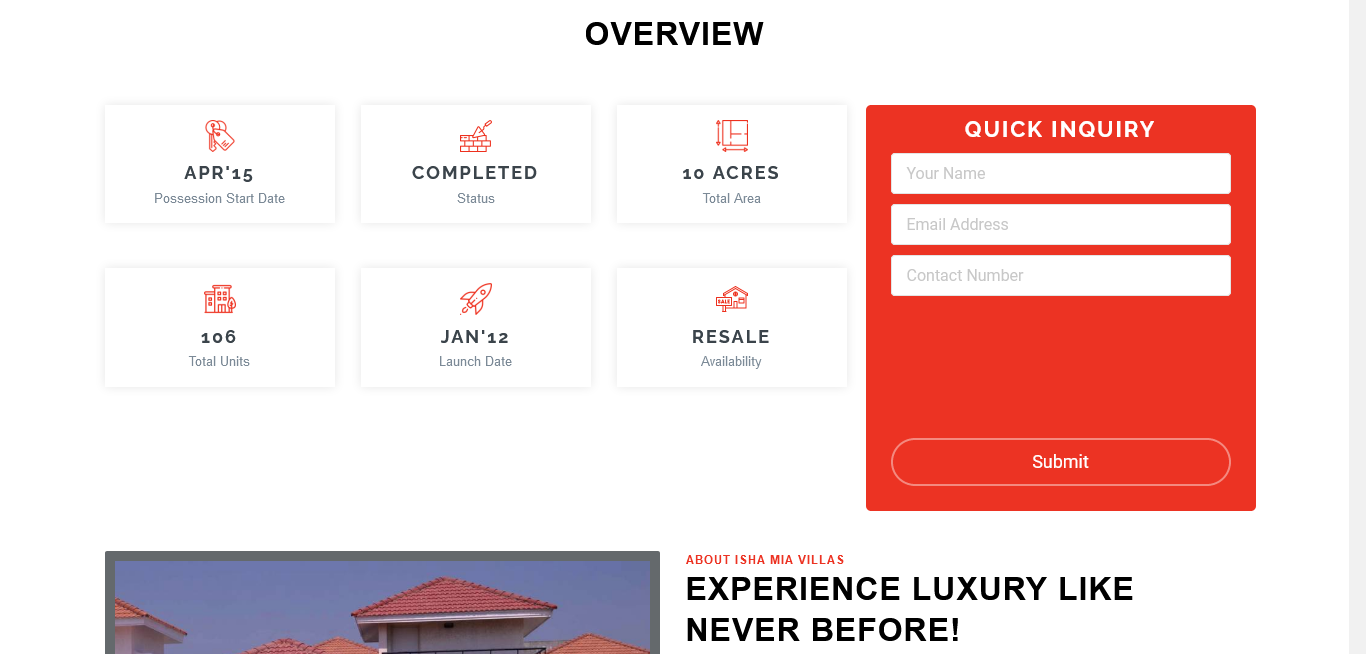 OVERVIEW
APR'15
Possession Start Date
COMPLETED
Status
10 ACRES
Total Area
106
Total Units
JAN'12
Launch Date
SALE
RESALE
Availability
QUICK INQUIRY
Your Name
Email Address
Contact Number
Submit
ABOUT ISHA MIA VILLAS
EXPERIENCE LUXURY LIKE
NEVER BEFORE!